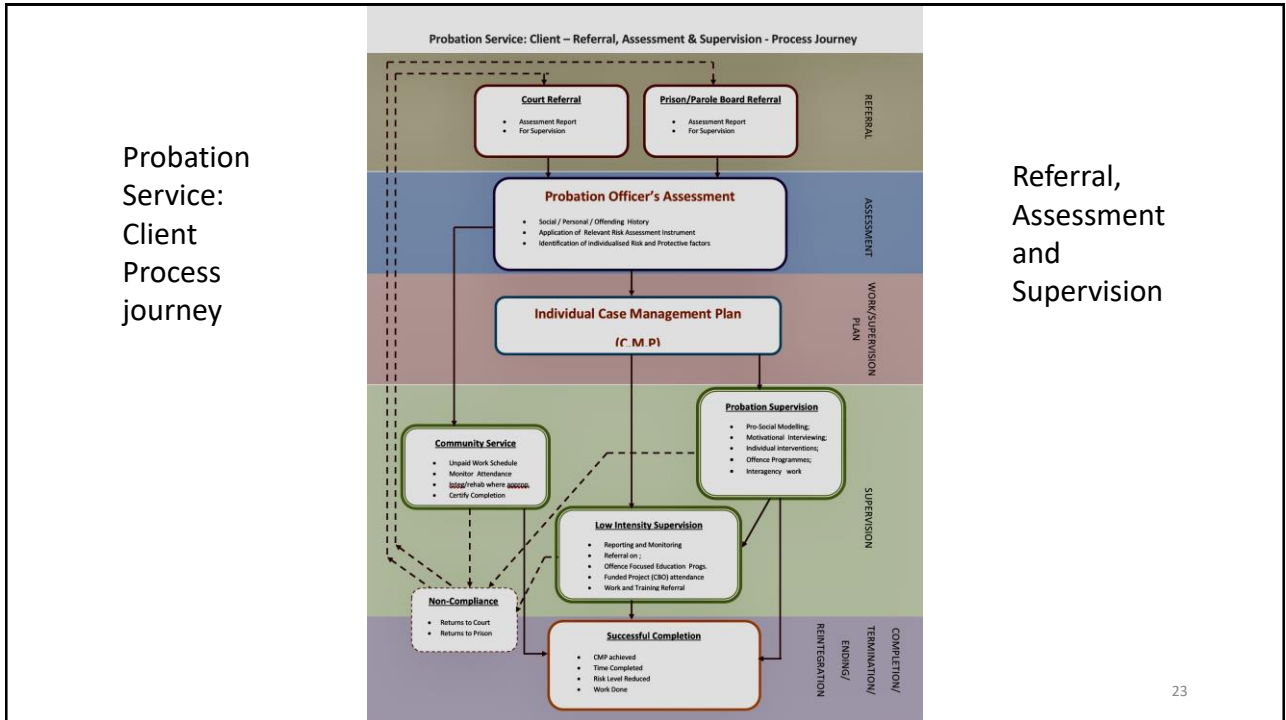 Probation
Service:
Client
Process
journey
Probation Service: Client – Referral, Assessment & Supervision - Process Journey
REFERRAL
Court Referral
• Assessment Report
• For Supervision
Prison/Parole Board Referral
• Assessment Report
• For Supervision
ASSESSMENT
Probation Officer's Assessment
• Social / Personal / Offending History
• Application of Relevant Risk Assessment Instrument
• Identification of individualised Risk and Protective factors
WORK/SUPERVISION
PLAN
Individual Case Management Plan
(C.M.P)
SUPERVISION
Probation Supervision
• Pro-Social Modelling;
• Motivational Interviewing;
• Individual interventions;
• Offence Programmes;
• Interagency work
Community Service
• Unpaid Work Schedule
• Monitor Attendance
• Integ/rehab where approp.
• Certify Completion
Low Intensity Supervision
• Reporting and Monitoring
• Referral on ;
• Offence Focused Education Progs.
• Funded Project (CBO) attendance
• Work and Training Referral
Non-Compliance
• Returns to Court
• Returns to Prison
COMPLETION/
TERMINATION/
ENDING/
REINTEGRATION
Successful Completion
• CMP achieved
• Time Completed
• Risk Level Reduced
• Work Done
Referral,
Assessment
and
Supervision
23